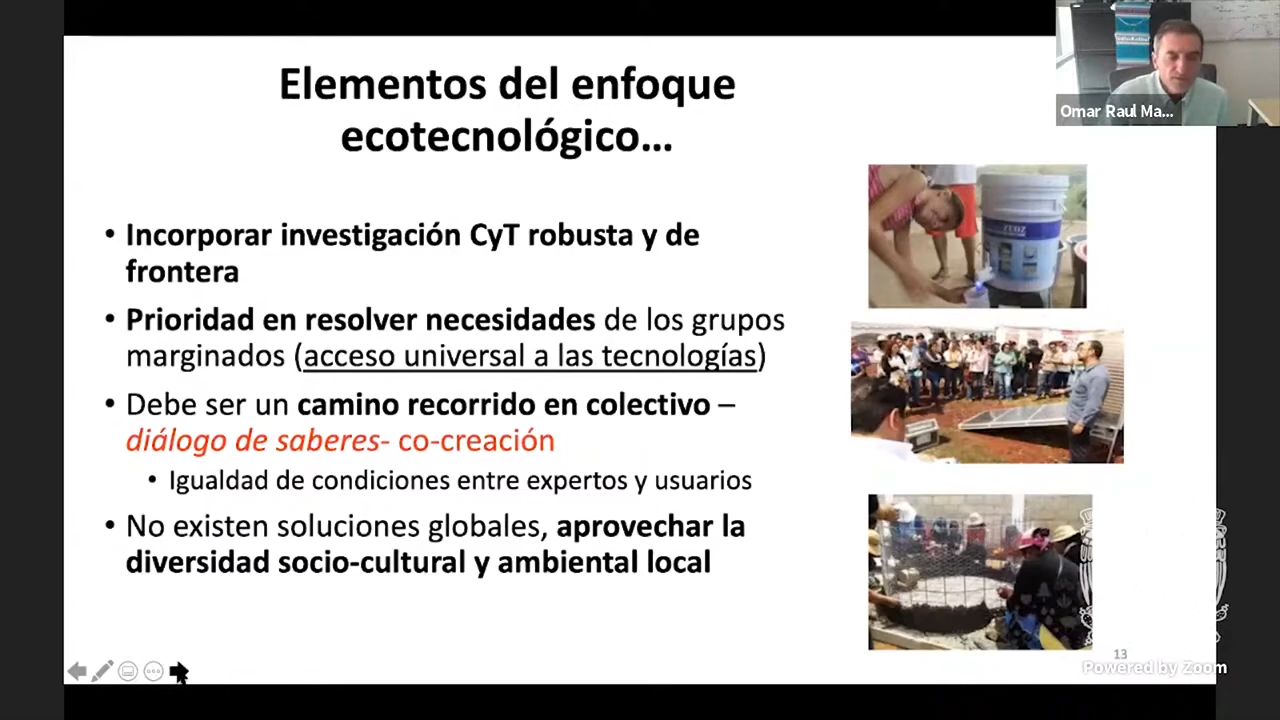 Elementos del enfoque
ecotecnológico...
Omar Raul Ma...
• Incorporar investigación CyT robusta y de
frontera
• Prioridad en resolver necesidades de los grupos
marginados (acceso universal a las tecnologías)
• Debe ser un camino recorrido en colectivo –
diálogo de saberes- co-creación
• Igualdad de condiciones entre expertos y usuarios
• No existen soluciones globales, aprovechar la
diversidad socio-cultural y ambiental local
13
Powered by Zoom